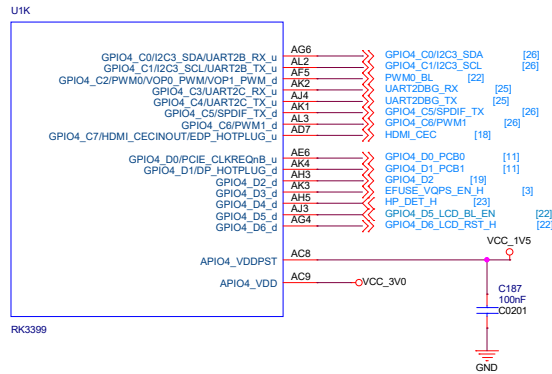 U1K
GPIO4_C0/I2C3_SDA/UART2B_RX_u AG6 GPIO4_C0/I2C3_SDA [26]
GPIO4_C1/I2C3_SCL/UART2B_TX_u AL2 GPIO4_C1/I2C3_SCL [26]
GPIO4_C2/PWM0/VOP0_PWM/VOP1_PWM_d AF5 PWM0_BL [22]
GPIO4_C3/UART2C_RX_u AK2 UART2DBG_RX [25]
GPIO4_C4/UART2C_TX_u AJ4 UART2DBG_TX [25]
GPIO4_C5/SPDIF_TX_d AK1 GPIO4_C5/SPDIF_TX [26]
GPIO4_C6/PWM1_d AL3 GPIO4_C6/PWM1 [26]
GPIO4_C7/HDMI_CECINOUT/EDP_HOTPLUG_u AD7 HDMI_CEC [18]
GPIO4_D0/PCIE_CLKREQnB_u AE6 GPIO4_D0_PCB0 [11]
GPIO4_D1/DP_HOTPLUG_d AK4 GPIO4_D1_PCB1 [11]
GPIO4_D2_d AH3 GPIO4_D2 [19]
GPIO4_D3_d AK3 EFUSE_VQPS_EN_H [3]
GPIO4_D4_d AH5 HP_DET_H [23]
GPIO4_D5_d AJ3 GPIO4_D5_LCD_BL_EN [22]
GPIO4_D6_d AG4 GPIO4_D6_LCD_RST_H [22]
VCC_1V5
APIO4_VDDPST AC8
APIO4_VDD AC9 VCC_3V0
C187
100nF
C0201
RK3399
GND